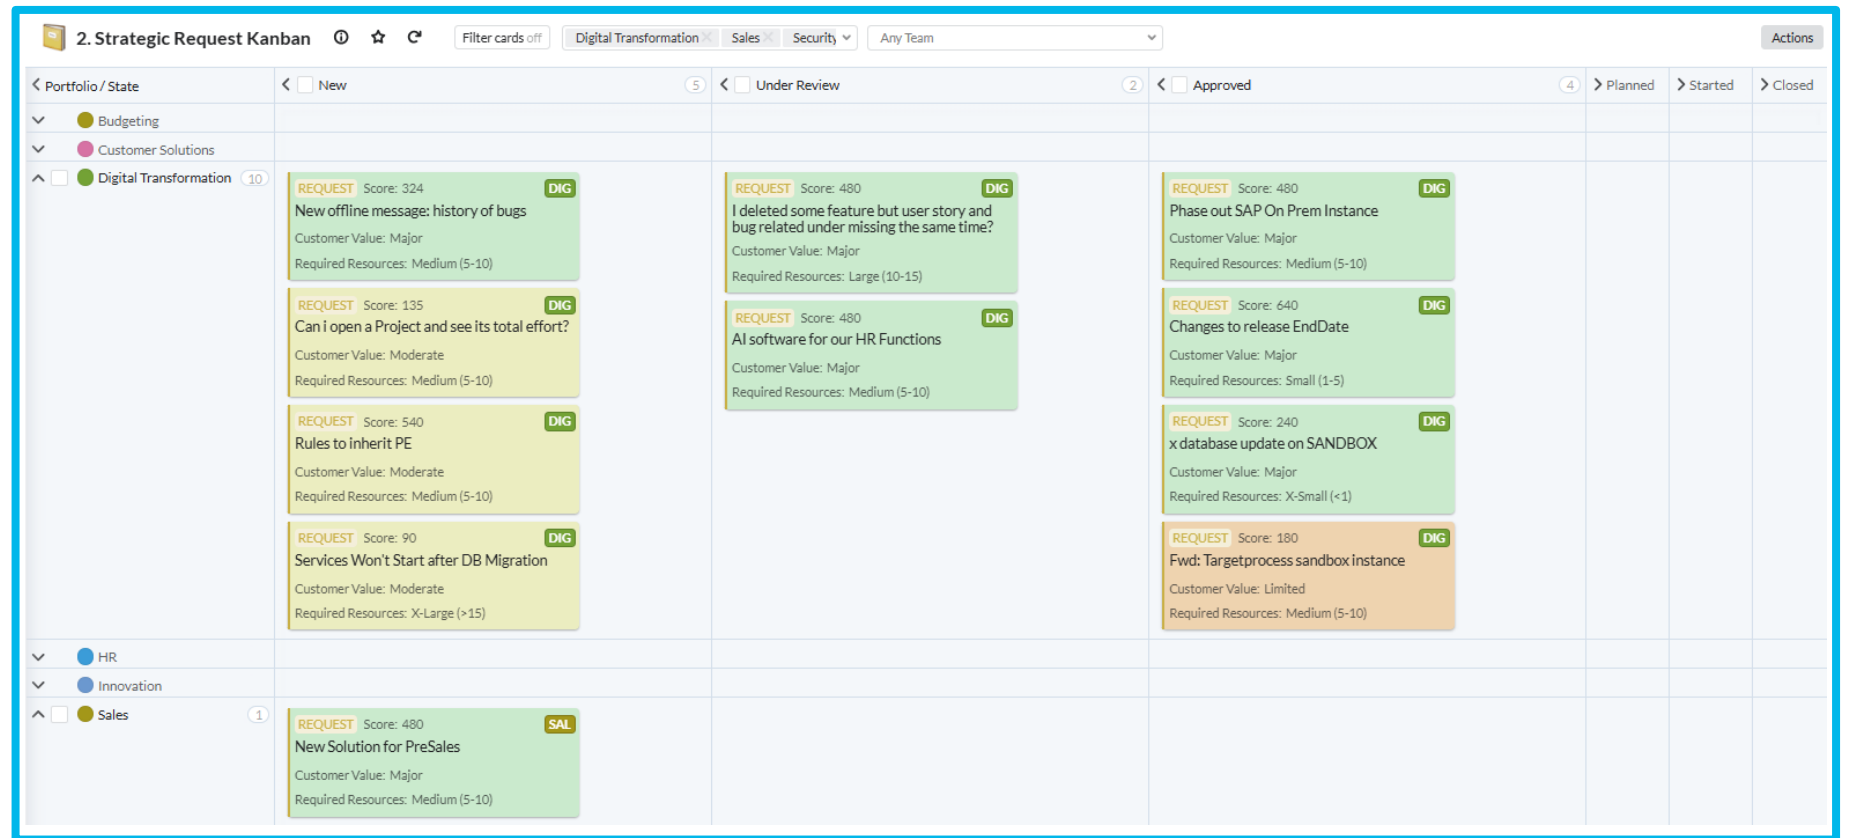 2. Strategic Request Kanban
Filter cards off
Digital Transformation Sales Security
Any Team
Actions
Portfolio / State
New 5
Under Review 2
Approved 4
Planned
Started
Closed
Budgeting
Customer Solutions
Digital Transformation 10
REQUEST Score: 324 DIG
New offline message: history of bugs
Customer Value: Major
Required Resources: Medium (5-10)
REQUEST Score: 135 DIG
Can i open a Project and see its total effort?
Customer Value: Moderate
Required Resources: Medium (5-10)
REQUEST Score: 540 DIG
Rules to inherit PE
Customer Value: Moderate
Required Resources: Medium (5-10)
REQUEST Score: 90 DIG
Services Won't Start after DB Migration
Customer Value: Moderate
Required Resources: X-Large (>15)
REQUEST Score: 480 DIG
I deleted some feature but user story and
bug related under missing the same time?
Customer Value: Major
Required Resources: Large (10-15)
REQUEST Score: 480 DIG
AI software for our HR Functions
Customer Value: Major
Required Resources: Medium (5-10)
REQUEST Score: 480 DIG
Phase out SAP On Prem Instance
Customer Value: Major
Required Resources: Medium (5-10)
REQUEST Score: 640 DIG
Changes to release EndDate
Customer Value: Major
Required Resources: Small (1-5)
REQUEST Score: 240 DIG
x database update on SANDBOX
Customer Value: Major
Required Resources: X-Small (<1)
REQUEST Score: 180 DIG
Fwd: Targetprocess sandbox instance
Customer Value: Limited
Required Resources: Medium (5-10)
HR
Innovation
Sales 1
REQUEST Score: 480 SAL
New Solution for PreSales
Customer Value: Major
Required Resources: Medium (5-10)